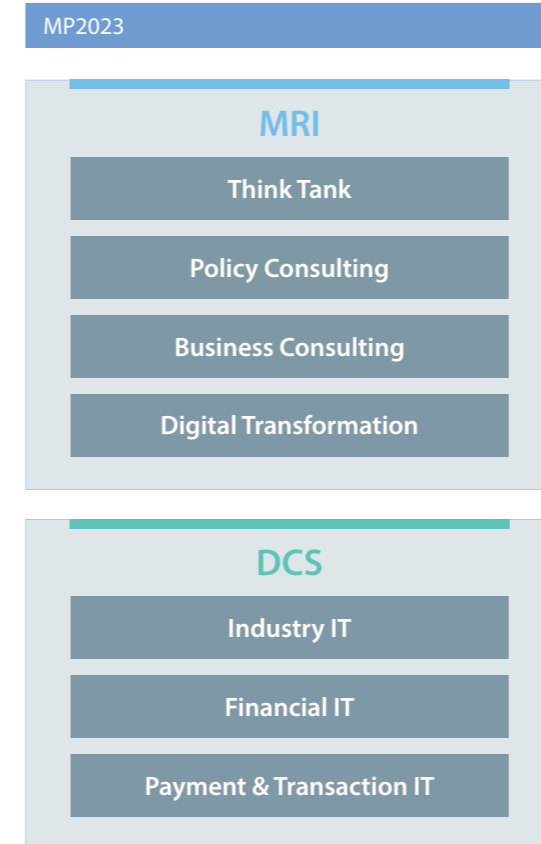 MP2023
MRI
Think Tank
Policy Consulting
Business Consulting
Digital Transformation
DCS
Industry IT
Financial IT
Payment & Transaction IT